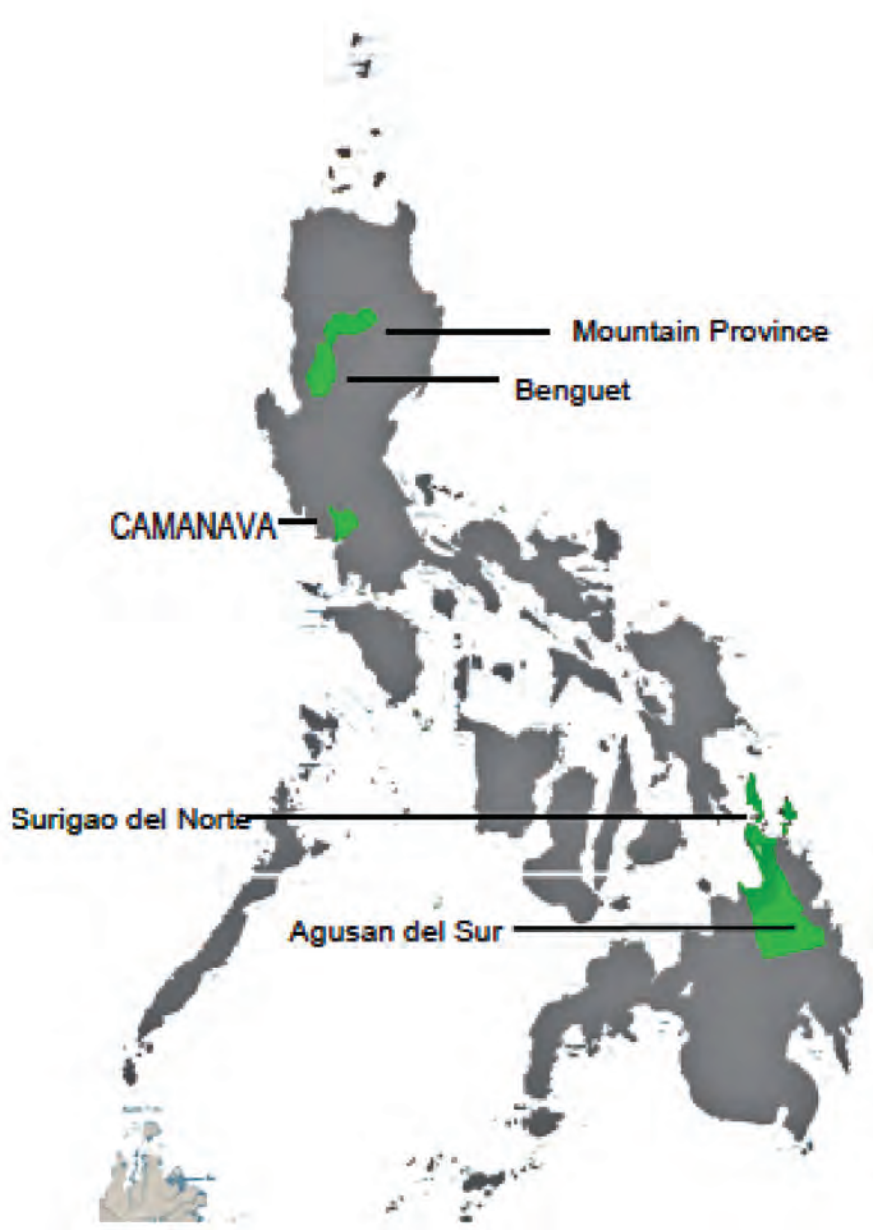 Mountain Province
Benguet
CAMANAVA
Surigao del Norte
Agusan del Sur